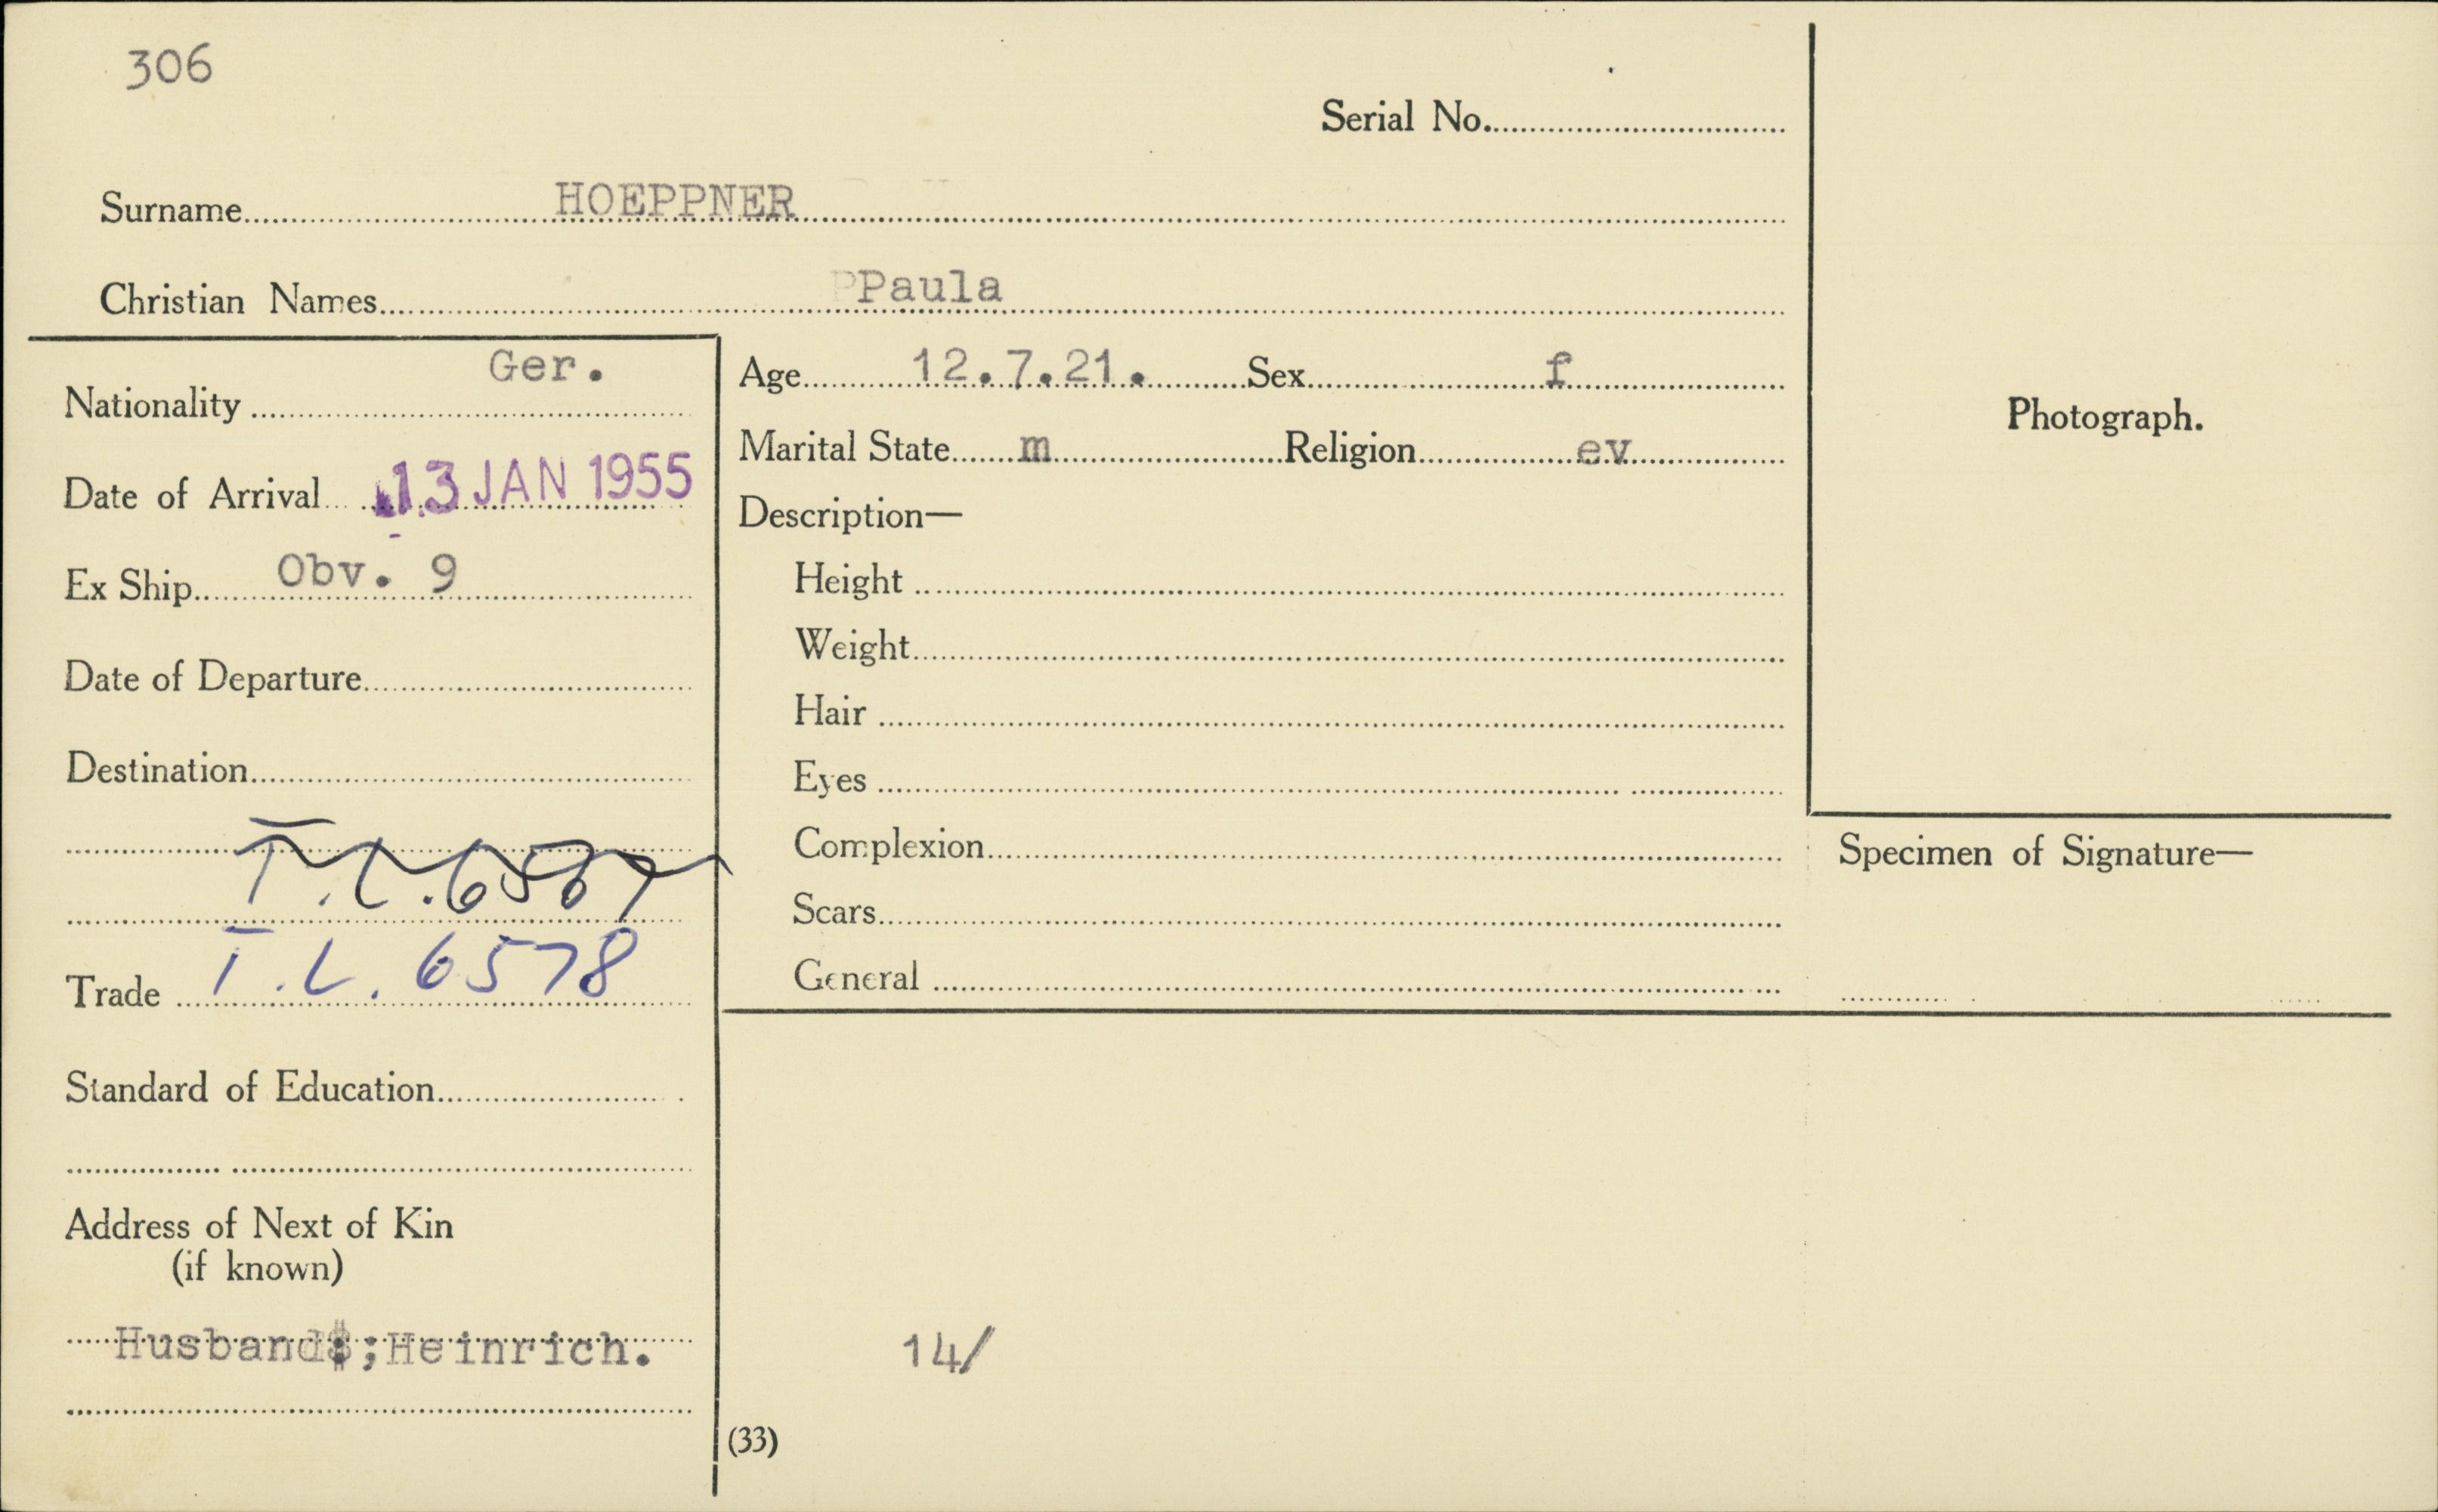 306
Serial No.
Surname HOEPPNER
Christian Names PPaula
Nationality Ger.
Date of Arrival 13 JAN 1955
Ex Ship Obv. 9
Date of Departure
Destination
T.L. 6578
Trade
Standard of Education
Address of Next of Kin
(if known)
Husband:;Heinrich.
Age 12.7.21. Sex f
Marital State m Religion ev
Description—
Height
Weight
Hair
Eyes
Complexion
Scars
General
14/
(33)
Photograph.
Specimen of Signature—